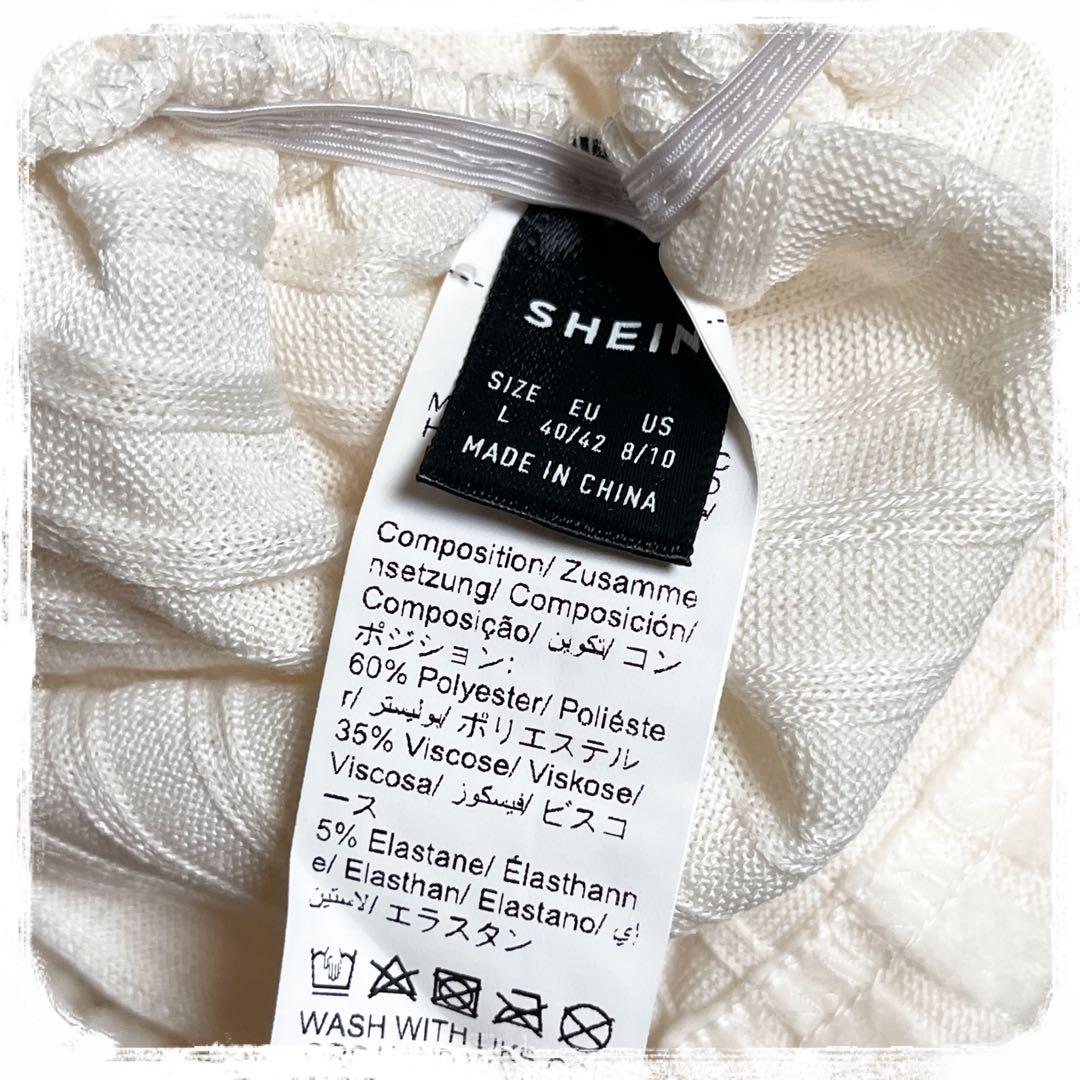 SHEIN
SIZE EU US
L 40/42 8/10
MADE IN CHINA
Composition/ Zusamme
nsetzung/ Composición/
Composição/ تكوين/ コン
ポジション:
60% Polyester/ Poliéste
r/ بوليستر/ ポリエステル
35% Viscose/ Viskose/
Viscosa/ فيسكوز/ ビスコ
ース
5% Elastane/ Élasthann
e/ Elasthan/ Elastano/ إي
لاستين/ エラスタン
WASH WITH LIKE